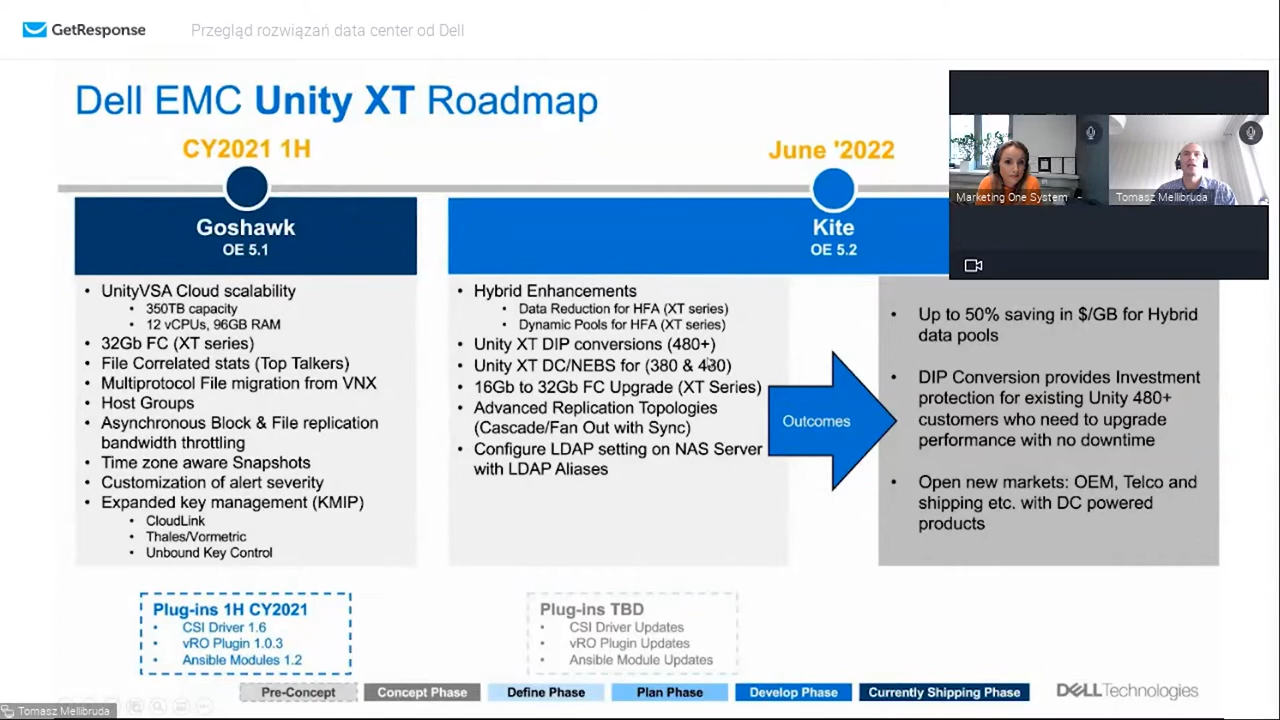 GetResponse
Przegląd rozwiązań data center od Dell
Dell EMC Unity XT Roadmap
CY2021 1H
June '2022
Marketing One System
Tomasz Mellibruda
Goshawk
OE 5.1
Kite
OE 5.2
• UnityVSA Cloud scalability
• 350TB capacity
• 12 vCPUs, 96GB RAM
• 32Gb FC (XT series)
• File Correlated stats (Top Talkers)
• Multiprotocol File migration from VNX
• Host Groups
• Asynchronous Block & File replication
bandwidth throttling
• Time zone aware Snapshots
• Customization of alert severity
• Expanded key management (KMIP)
• CloudLink
• Thales/Vormetric
• Unbound Key Control
• Hybrid Enhancements
• Data Reduction for HFA (XT series)
• Dynamic Pools for HFA (XT series)
• Unity XT DIP conversions (480+)
• Unity XT DC/NEBS for (380 & 480)
• 16Gb to 32Gb FC Upgrade (XT Series)
• Advanced Replication Topologies
(Cascade/Fan Out with Sync)
• Configure LDAP setting on NAS Server
with LDAP Aliases
Outcomes
• Up to 50% saving in $/GB for Hybrid
data pools
• DIP Conversion provides Investment
protection for existing Unity 480+
customers who need to upgrade
performance with no downtime
• Open new markets: OEM, Telco and
shipping etc. with DC powered
products
Plug-ins 1H CY2021
• CSI Driver 1.6
• vRO Plugin 1.0.3
• Ansible Modules 1.2
Plug-ins TBD
• CSI Driver Updates
• vRO Plugin Updates
• Ansible Module Updates
Pre-Concept
Concept Phase
Define Phase
Plan Phase
Develop Phase
Currently Shipping Phase
DELLTechnologies
Tomasz Mellibruda